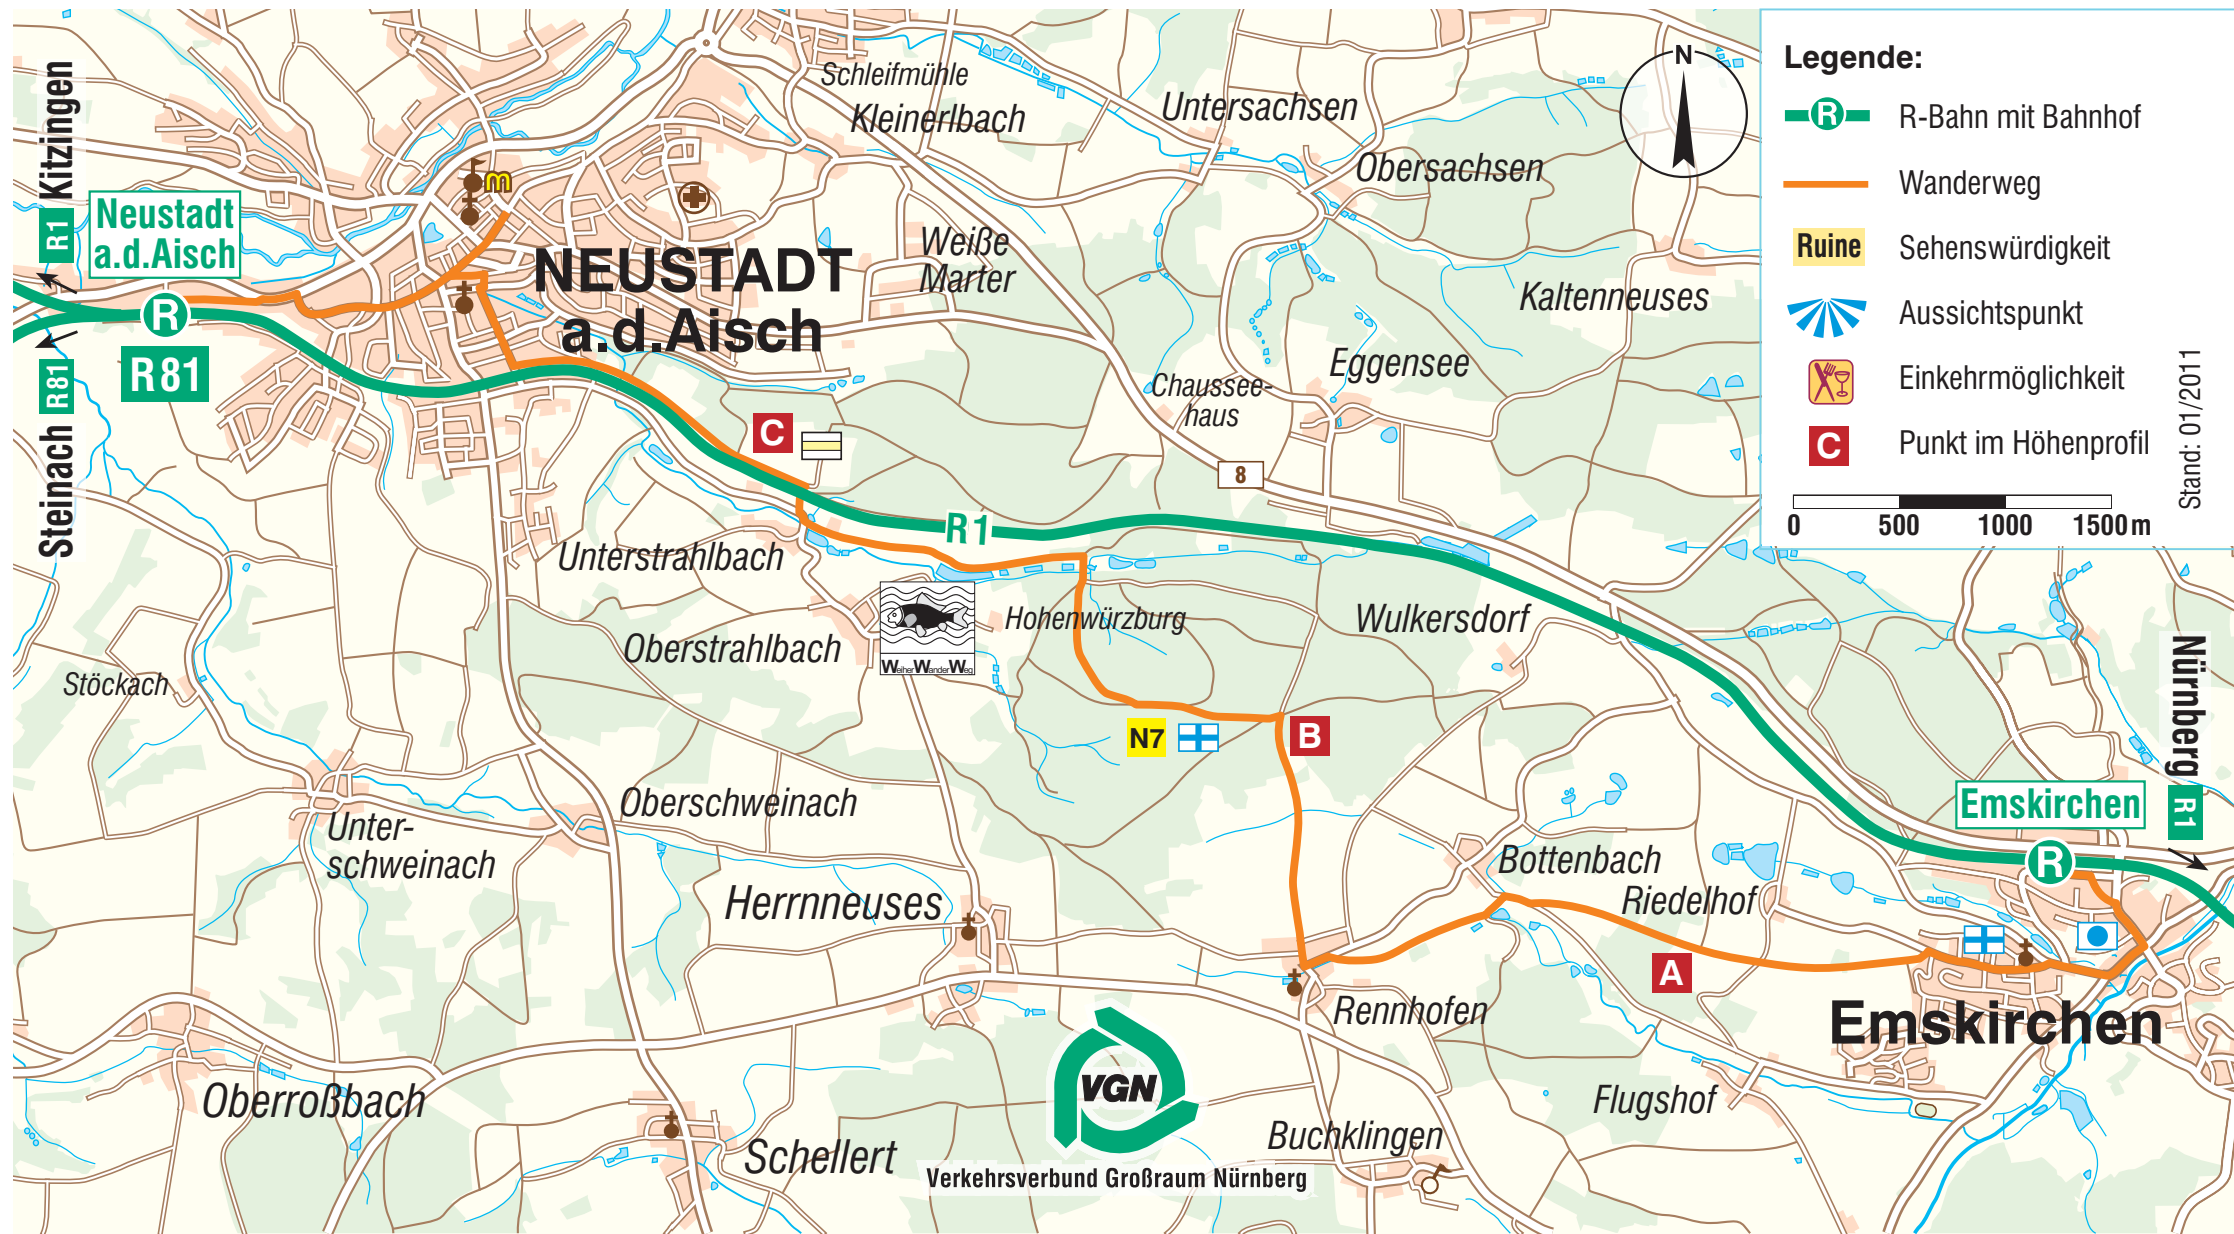 Legende:
R
R-Bahn mit Bahnhof
Wanderweg
Ruine
Sehenswürdigkeit
Aussichtspunkt
Einkehrmöglichkeit
C
Punkt im Höhenprofil
0 500 1000 1500 m
Stand: 01/2011
N
R1 Kitzingen
Neustadt
a.d.Aisch
R
R81
Steinach R81
m
NEUSTADT
a.d.Aisch
Schleifmühle
Kleinerlbach
Untersachsen
Obersachsen
Weiße
Marter
Kaltenneuses
Eggensee
Chaussee-
haus
8
C
R1
Unterstrahlbach
Oberstrahlbach
WeiherWanderWeg
Hohenwürzburg
Wulkersdorf
Stöckach
N7
B
Nürnberg R1
Emskirchen
R
Unter-
schweinach
Oberschweinach
Herrnneuses
Bottenbach
Riedelhof
A
Emskirchen
Rennhofen
Flugshof
Oberroßbach
Schellert
Buchklingen
VGN
Verkehrsverbund Großraum Nürnberg